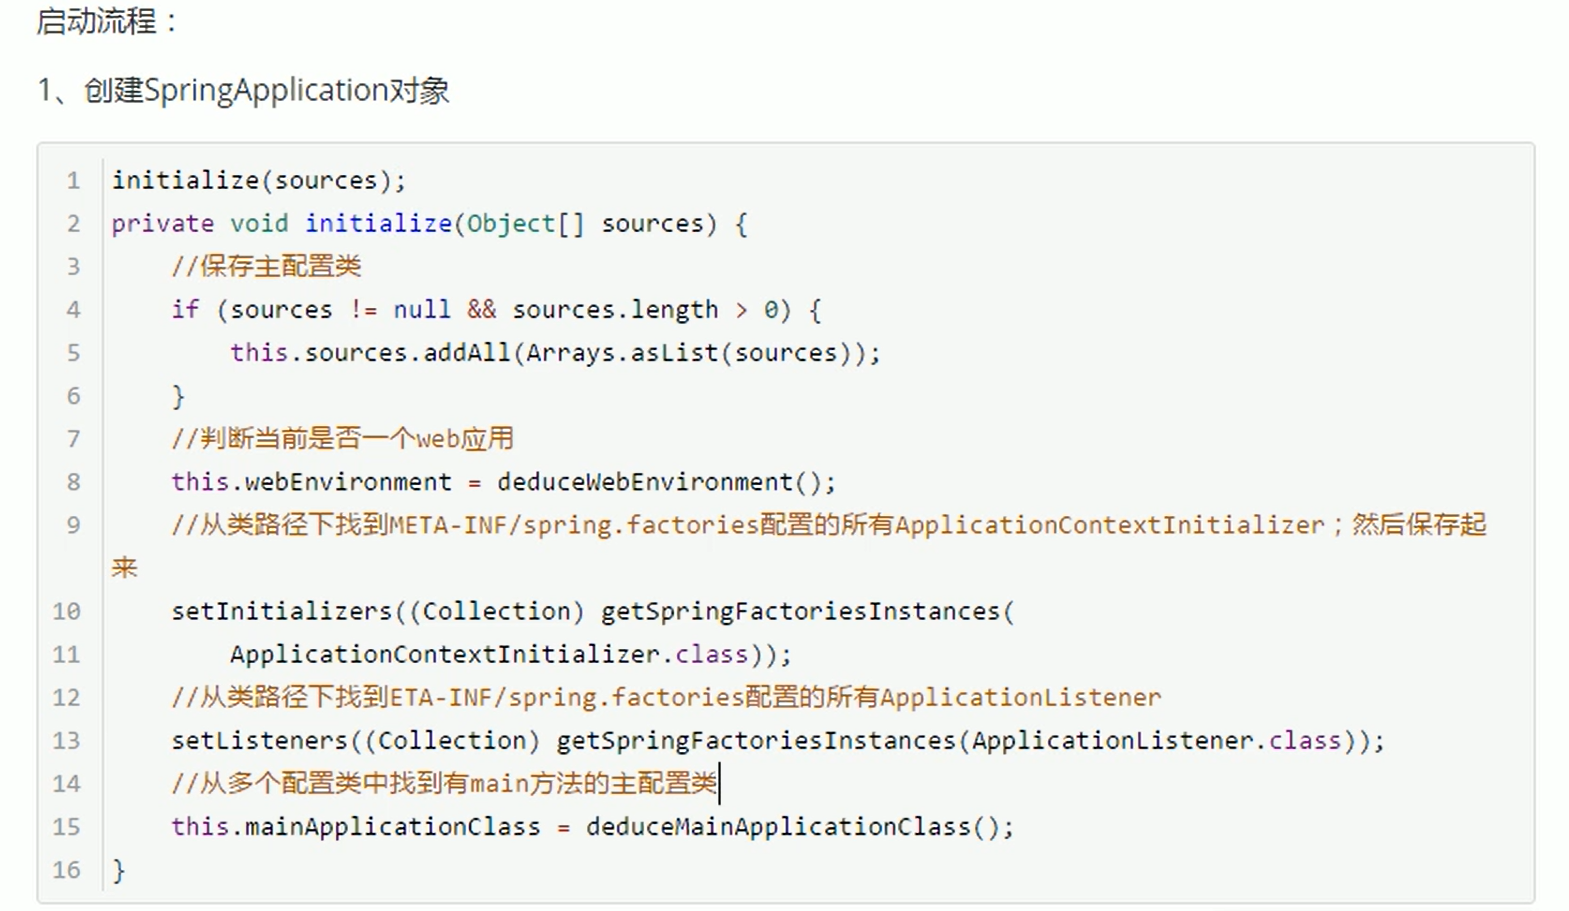 启动流程：
1、创建SpringApplication对象
1 initialize(sources);
2 private void initialize(Object[] sources) {
3     //保存主配置类
4     if (sources != null && sources.length > 0) {
5         this.sources.addAll(Arrays.asList(sources));
6     }
7     //判断当前是否一个web应用
8     this.webEnvironment = deduceWebEnvironment();
9     //从类路径下找到META-INF/spring.factories配置的所有ApplicationContextInitializer；然后保存起
来
10     setInitializers((Collection) getSpringFactoriesInstances(
11         ApplicationContextInitializer.class));
12     //从类路径下找到ETA-INF/spring.factories配置的所有ApplicationListener
13     setListeners((Collection) getSpringFactoriesInstances(ApplicationListener.class));
14     //从多个配置类中找到有main方法的主配置类
15     this.mainApplicationClass = deduceMainApplicationClass();
16 }